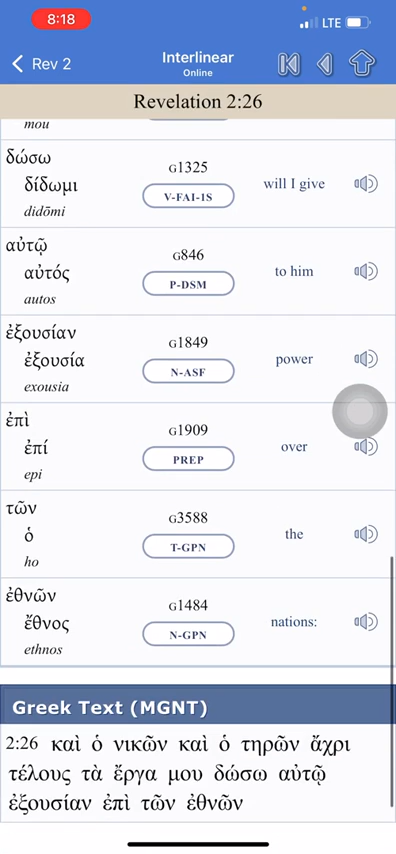 8:18
LTE
Rev 2
Interlinear
Online
Revelation 2:26
mou
δώσω
G1325
δίδωμι
will I give
V-FAI-1S
didōmi
αὐτῷ
G846
αὐτός
to him
P-DSM
autos
ἐξουσίαν
G1849
ἐξουσία
power
N-ASF
exousia
ἐπὶ
G1909
ἐπί
over
PREP
epi
τῶν
G3588
ὁ
the
T-GPN
ho
ἐθνῶν
G1484
ἔθνος
nations:
N-GPN
ethnos
Greek Text (MGNT)
2:26 καὶ ὁ νικῶν καὶ ὁ τηρῶν ἄχρι
τέλους τὰ ἔργα μου δώσω αὐτῷ
ἐξουσίαν ἐπὶ τῶν ἐθνῶν